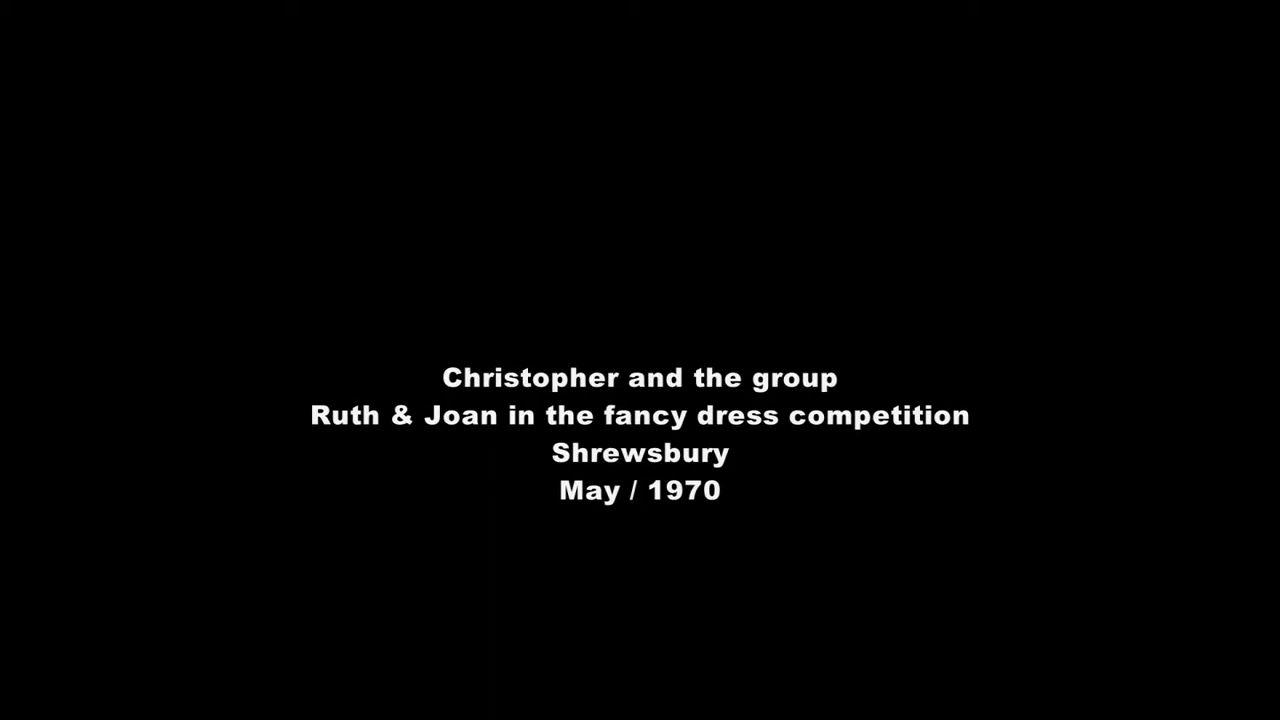 Christopher and the group
Ruth & Joan in the fancy dress competition
Shrewsbury
May / 1970